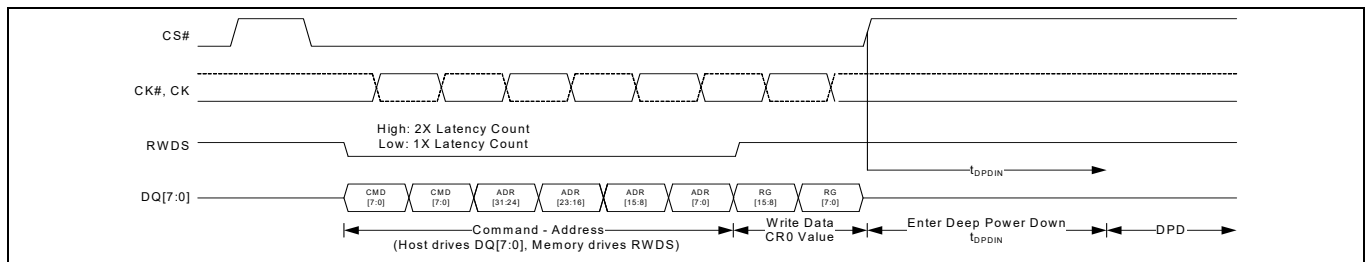 CS#
CK#, CK
High: 2X Latency Count
Low: 1X Latency Count
RWDS
tDPDIN
DQ[7:0]
CMD [7:0]
CMD [7:0]
ADR [31:24]
ADR [23:16]
ADR [15:8]
ADR [7:0]
RG [15:8]
RG [7:0]
Command - Address
(Host drives DQ[7:0], Memory drives RWDS)
Write Data
CR0 Value
Enter Deep Power Down
tDPDIN
DPD